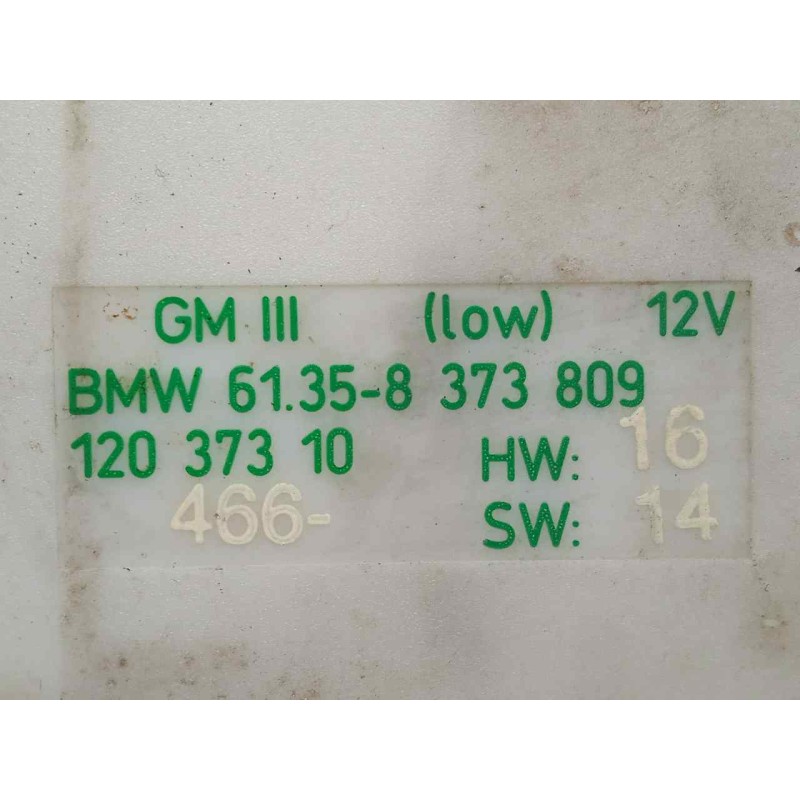 GM III (low) 12V
BMW 61.35-8 373 809
120 373 10 HW: 16
466- SW: 14